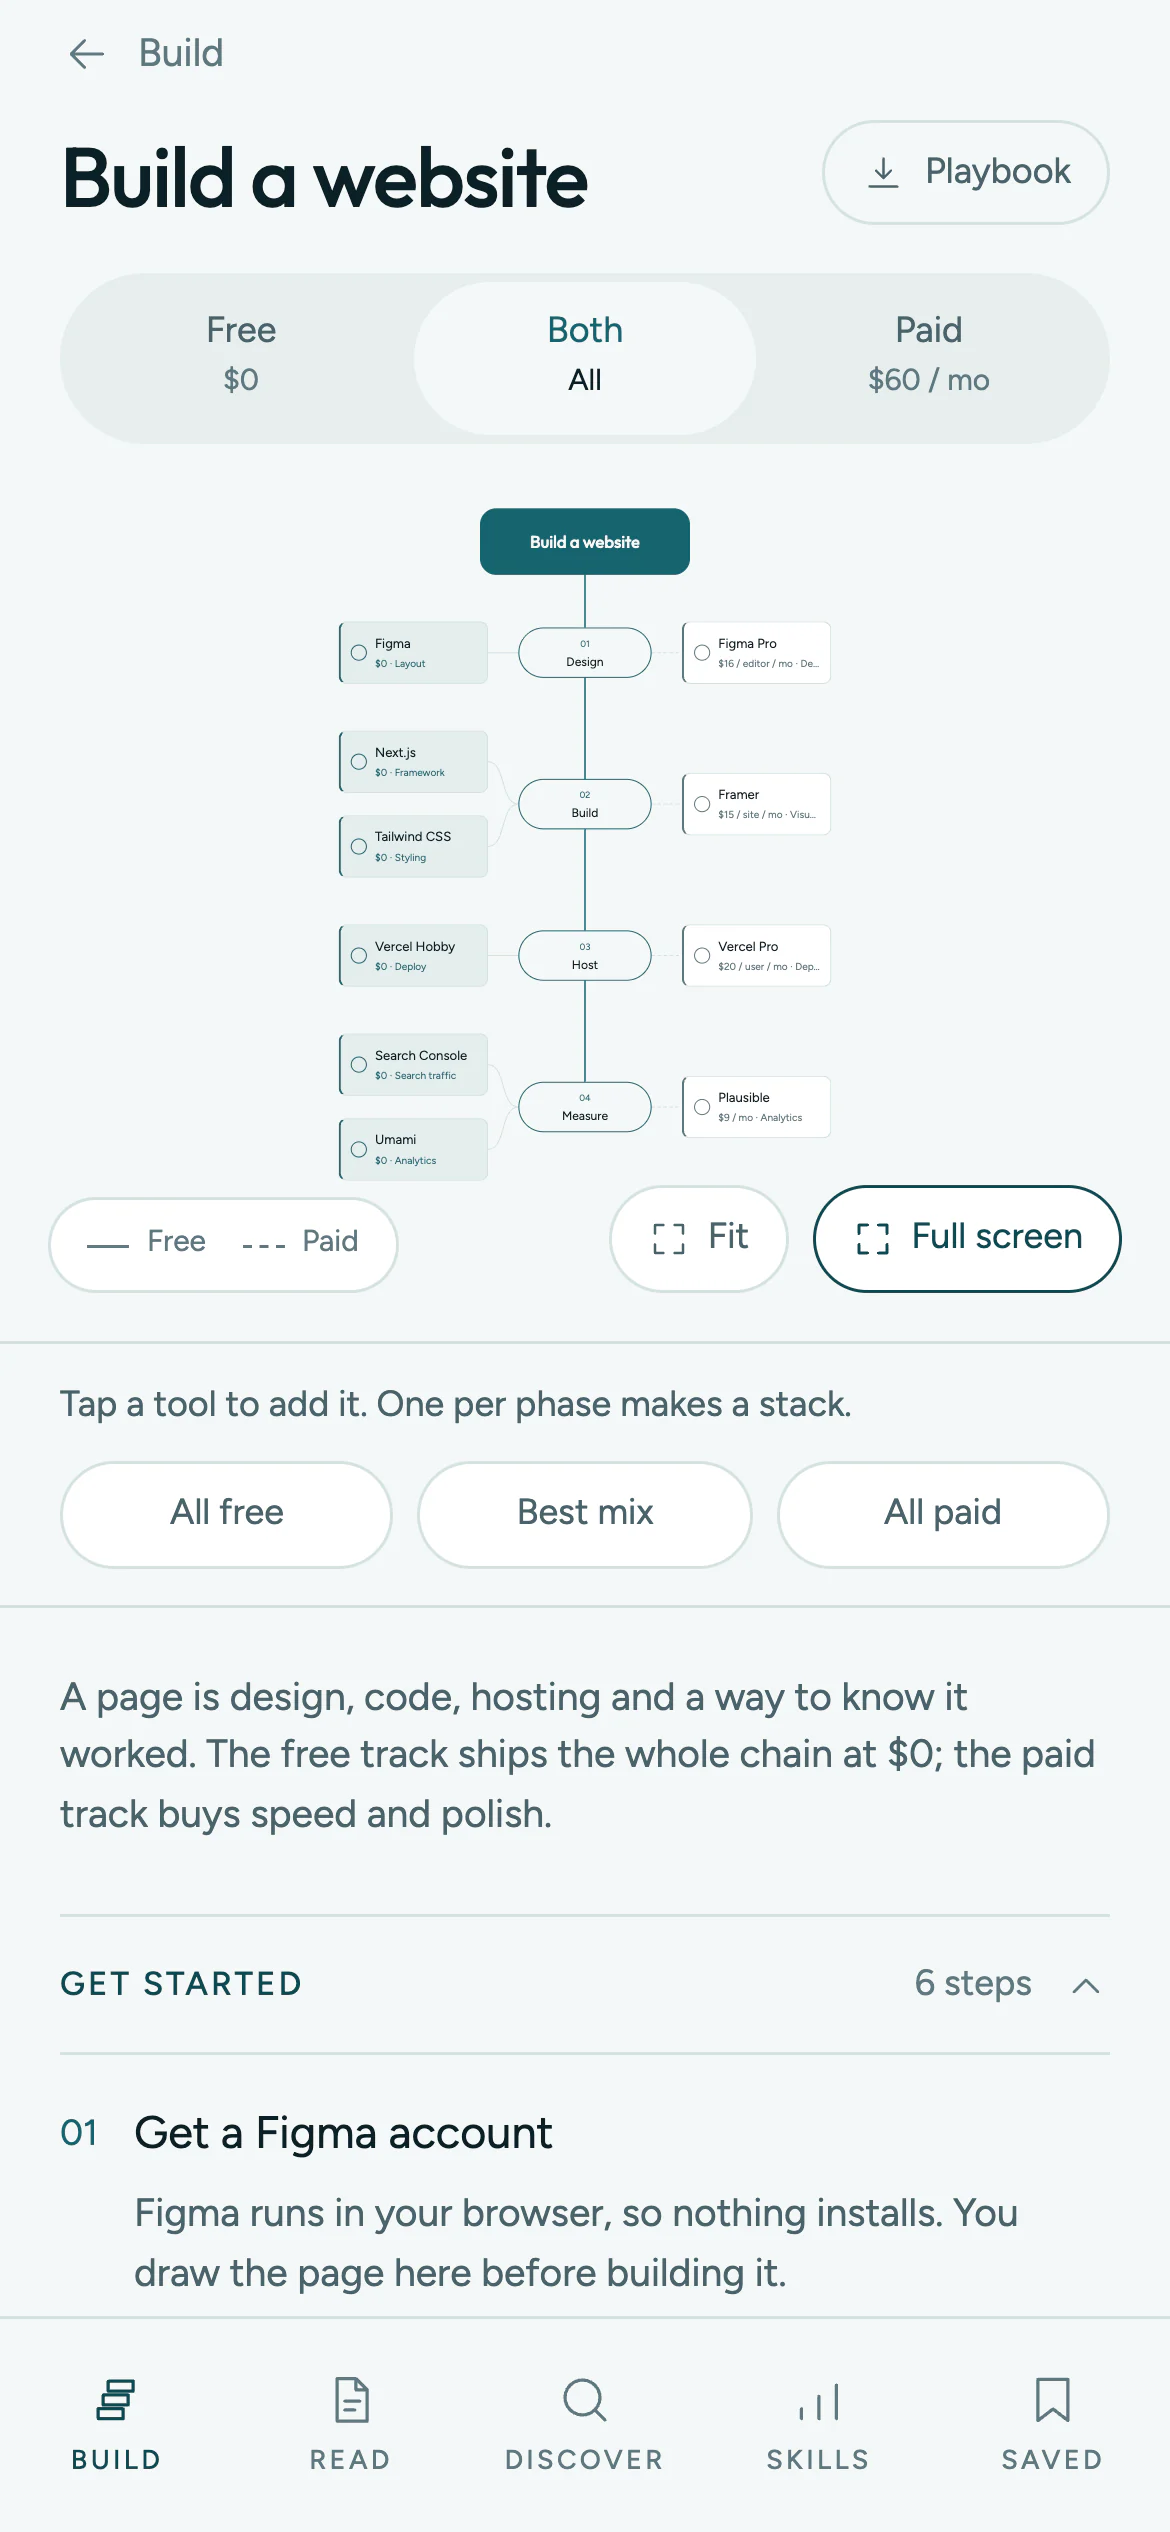 Build
Build a website
Playbook
Free
$0
Both
All
Paid
$60 / mo
Build a website
Figma
$0 · Layout
01
Design
Figma Pro
$16 / editor / mo · De...
Next.js
$0 · Framework
Tailwind CSS
$0 · Styling
02
Build
Framer
$15 / site / mo · Visu...
Vercel Hobby
$0 · Deploy
03
Host
Vercel Pro
$20 / user / mo · Dep...
Search Console
$0 · Search traffic
Umami
$0 · Analytics
04
Measure
Plausible
$9 / mo · Analytics
Free
Paid
Fit
Full screen
Tap a tool to add it. One per phase makes a stack.
All free
Best mix
All paid
A page is design, code, hosting and a way to know it
worked. The free track ships the whole chain at $0; the paid
track buys speed and polish.
GET STARTED
6 steps
01
Get a Figma account
Figma runs in your browser, so nothing installs. You
draw the page here before building it.
BUILD
READ
DISCOVER
SKILLS
SAVED